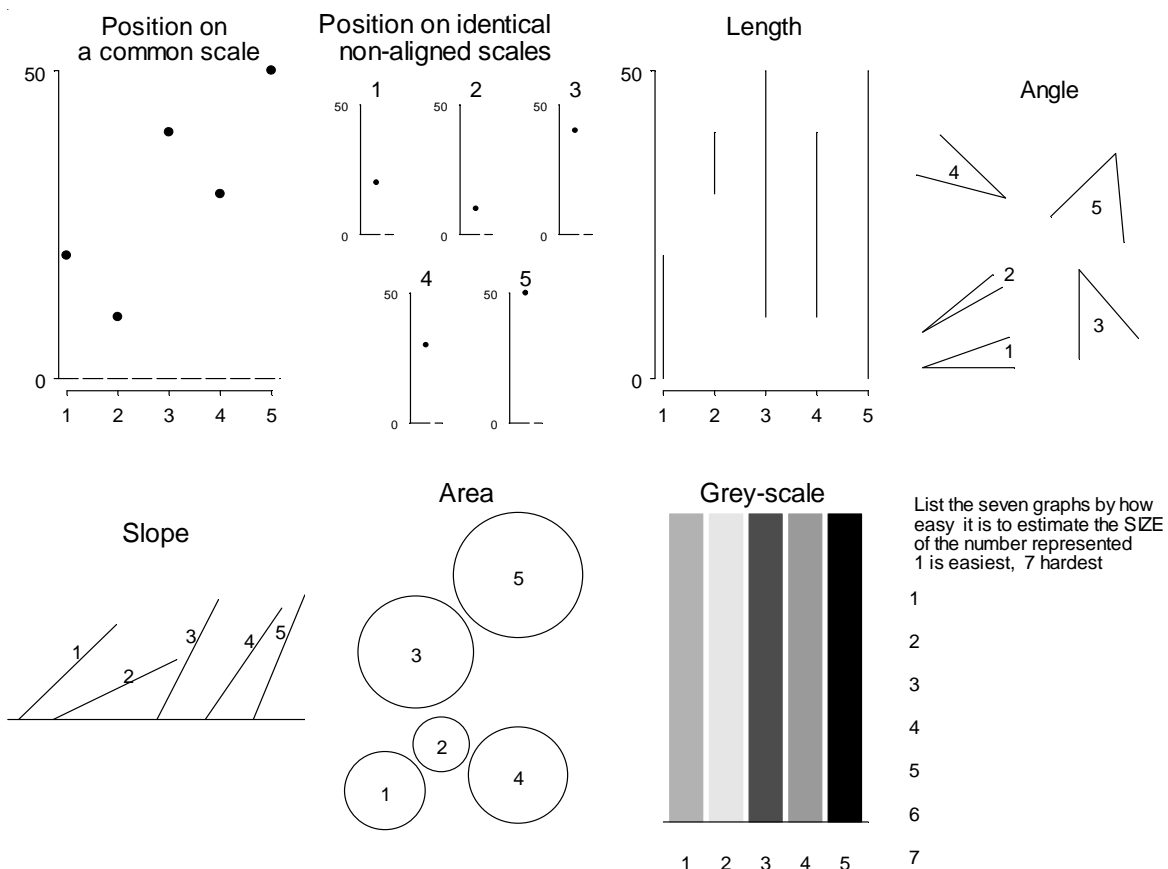 Position on
a common scale
50
0
1 2 3 4 5
Position on identical
non-aligned scales
1
50
0
2
50
0
3
50
0
4
50
0
5
50
0
Length
50
0
1 2 3 4 5
Angle
4
5
2
3
1
Slope
1
2
3
4
5
Area
5
3
2
1
4
Grey-scale
1 2 3 4 5
List the seven graphs by how
easy it is to estimate the SIZE
of the number represented
1 is easiest, 7 hardest
1
2
3
4
5
6
7